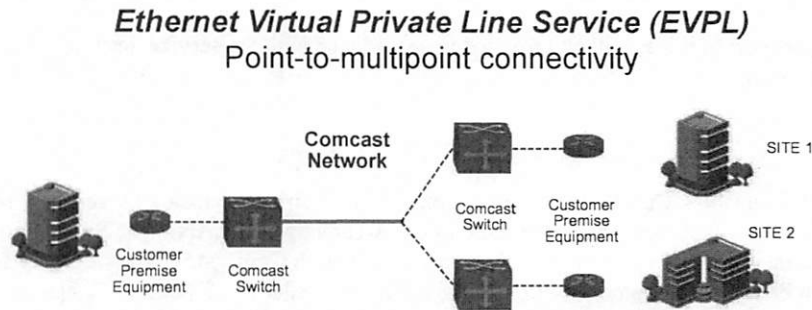 Ethernet Virtual Private Line Service (EVPL)
Point-to-multipoint connectivity
Comcast
Network
SITE 1
Customer
Premise
Equipment
Comcast
Switch
Comcast
Switch
Customer
Premise
Equipment
SITE 2